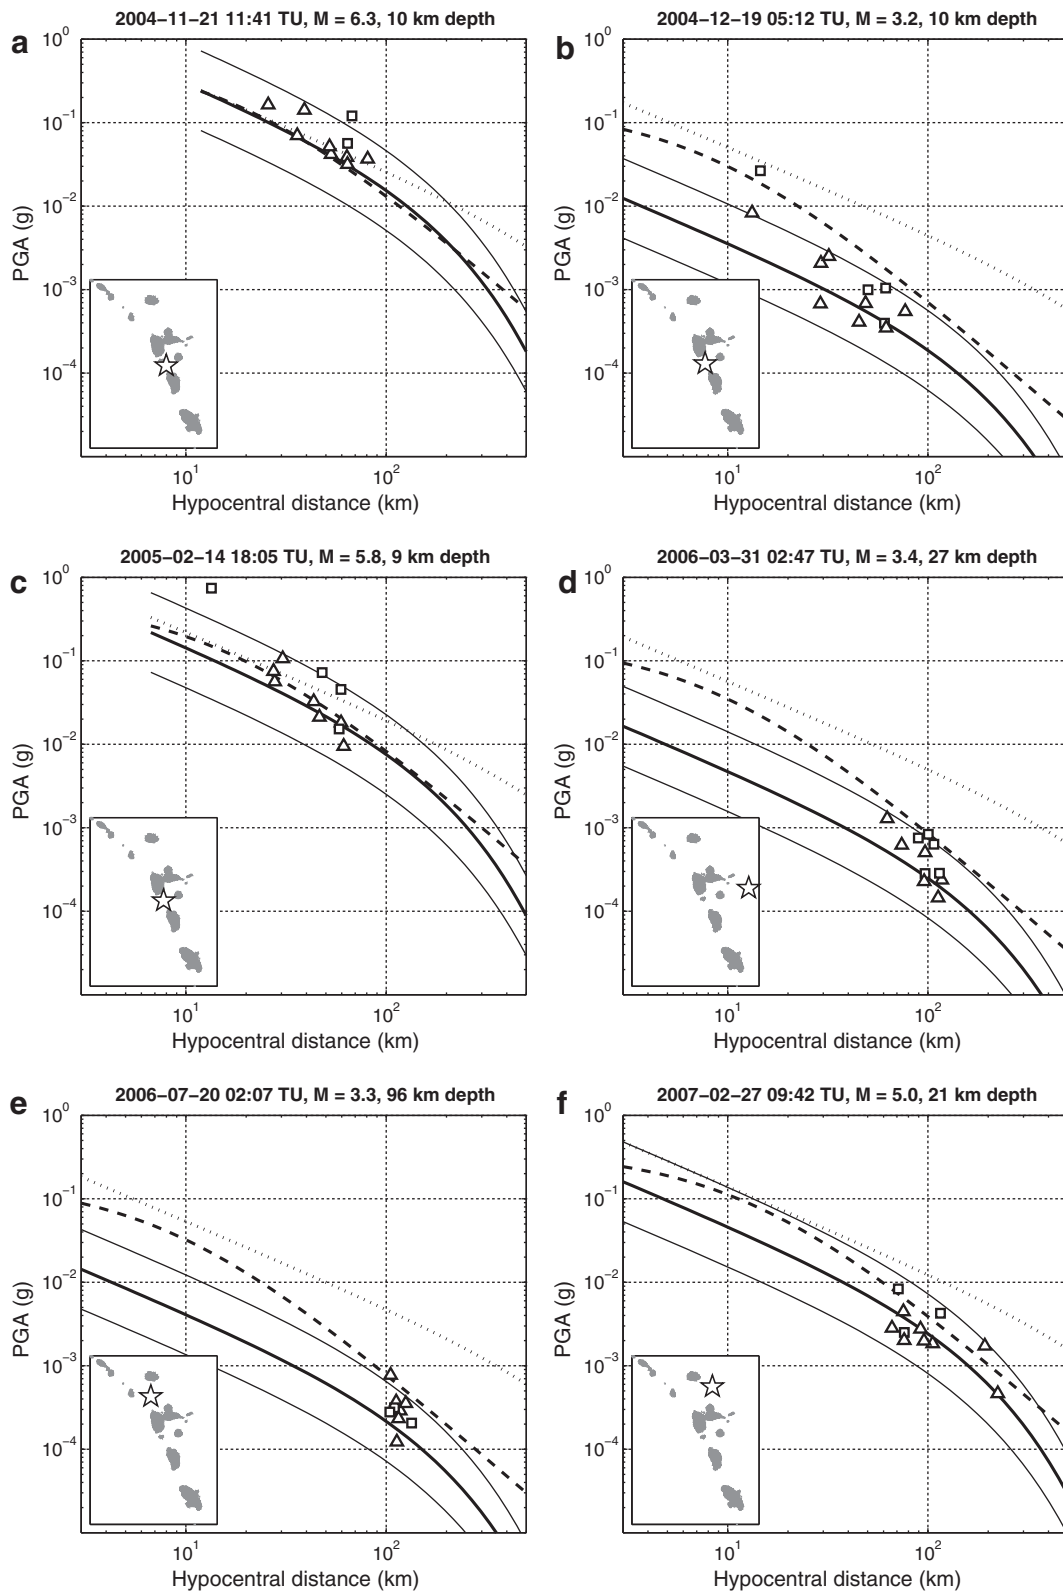 a
2004−11−21 11:41 TU, M = 6.3, 10 km depth
10^0
10^−1
10^−2
10^−3
10^−4
PGA (g)
10^1
10^2
Hypocentral distance (km)
b
2004−12−19 05:12 TU, M = 3.2, 10 km depth
10^0
10^−1
10^−2
10^−3
10^−4
PGA (g)
10^1
10^2
Hypocentral distance (km)
c
2005−02−14 18:05 TU, M = 5.8, 9 km depth
10^0
10^−1
10^−2
10^−3
10^−4
PGA (g)
10^1
10^2
Hypocentral distance (km)
d
2006−03−31 02:47 TU, M = 3.4, 27 km depth
10^0
10^−1
10^−2
10^−3
10^−4
PGA (g)
10^1
10^2
Hypocentral distance (km)
e
2006−07−20 02:07 TU, M = 3.3, 96 km depth
10^0
10^−1
10^−2
10^−3
10^−4
PGA (g)
10^1
10^2
Hypocentral distance (km)
f
2007−02−27 09:42 TU, M = 5.0, 21 km depth
10^0
10^−1
10^−2
10^−3
10^−4
PGA (g)
10^1
10^2
Hypocentral distance (km)